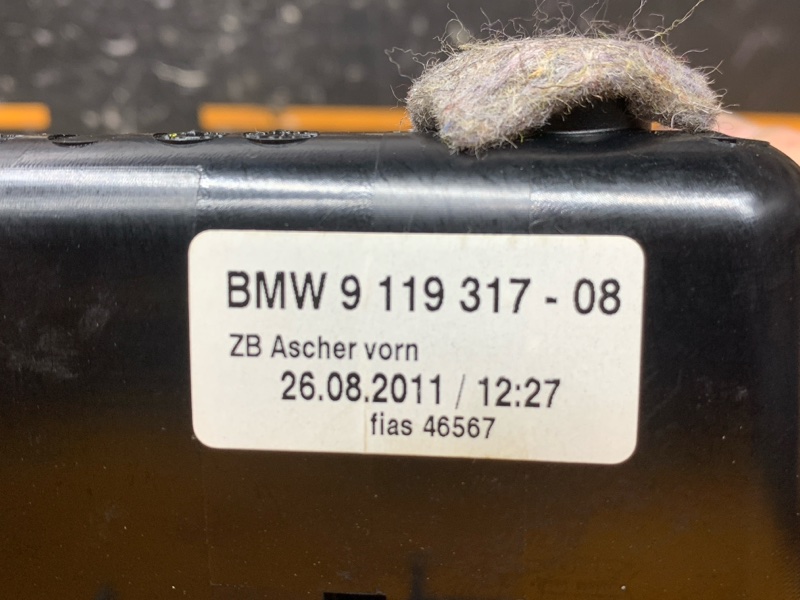 BMW 9 119 317 - 08
ZB Ascher vorn
26.08.2011 / 12:27
fias 46567